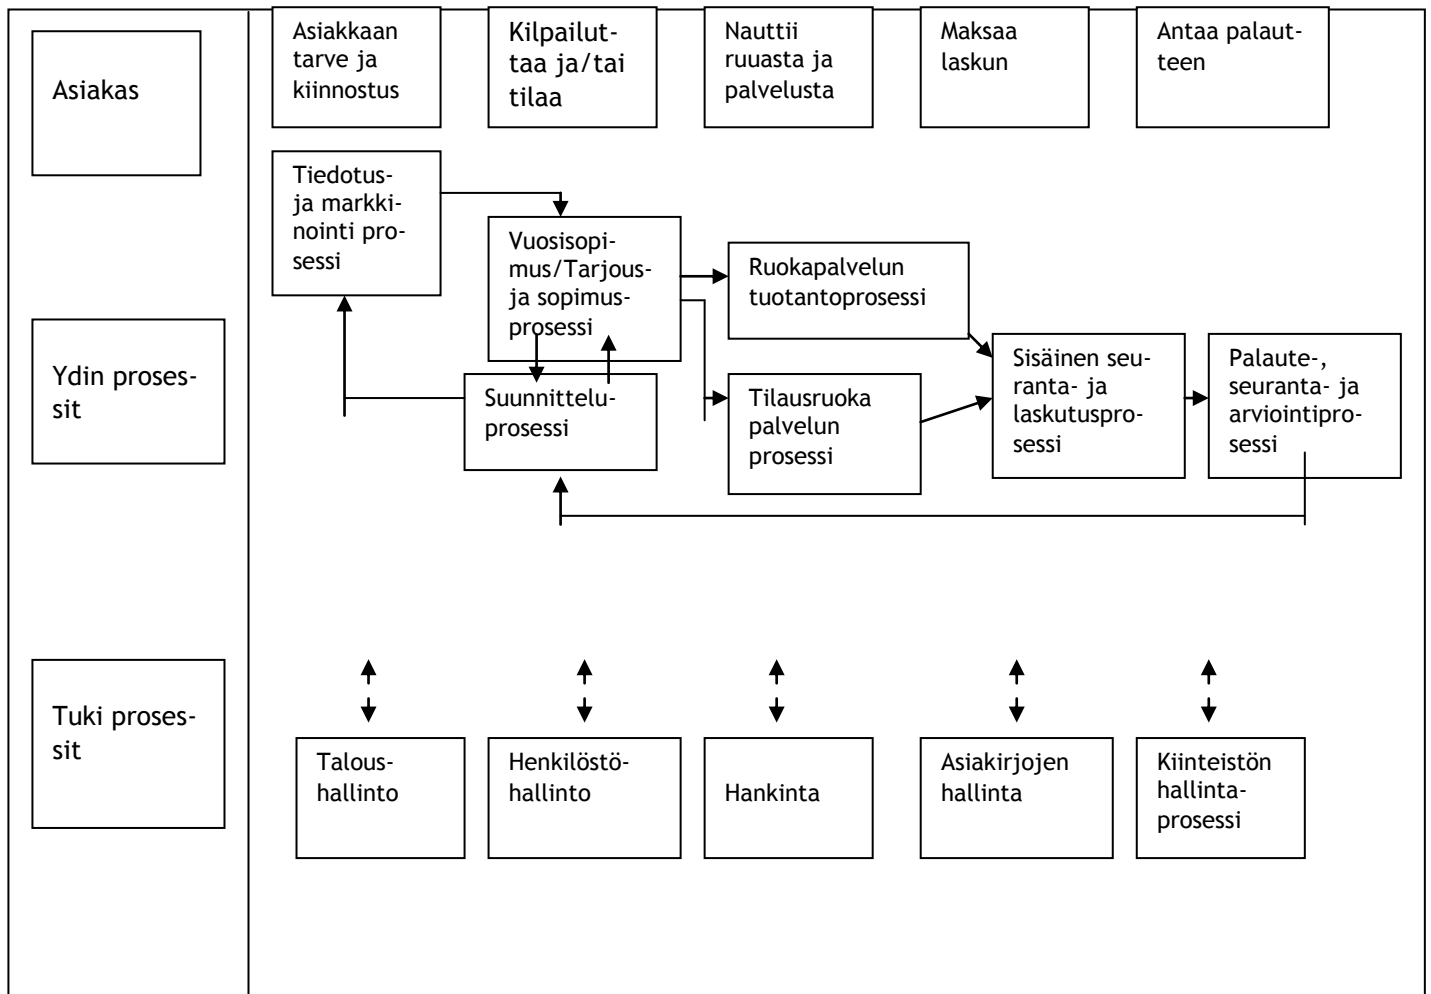 Asiakas
Asiakkaan
tarve ja
kiinnostus
Kilpailut-
taa ja/tai
tilaa
Nauttii
ruuasta ja
palvelusta
Maksaa
laskun
Antaa palaut-
teen
Ydin proses-
sit
Tiedotus-
ja markki-
nointi pro-
sessi
Vuosisopi-
mus/Tarjous-
ja sopimus-
prosessi
Suunnittelu-
prosessi
Ruokapalvelun
tuotantoprosessi
Tilausruoka
palvelun
prosessi
Sisäinen seu-
ranta- ja
laskutuspro-
sessi
Palaute-,
seuranta- ja
arviointipro-
sessi
Tuki proses-
sit
Talous-
hallinto
Henkilöstö-
hallinto
Hankinta
Asiakirjojen
hallinta
Kiinteistön
hallinta-
prosessi